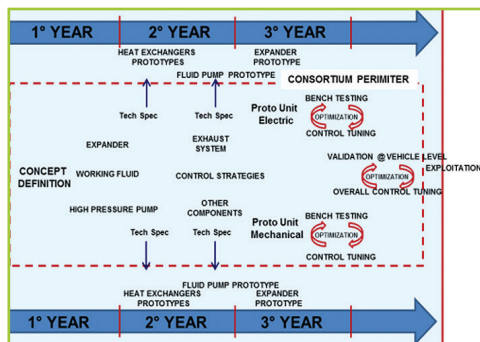 1° YEAR 2° YEAR 3° YEAR
HEAT EXCHANGERS
PROTOTYPES
EXPANDER
PROTOTYPE
FLUID PUMP PROTOTYPE
CONSORTIUM PERIMITER
Tech Spec
Tech Spec
Proto Unit
Electric
BENCH TESTING
OPTIMIZATION
CONTROL TUNING
EXPANDER
EXHAUST
SYSTEM
CONCEPT
DEFINITION
WORKING FLUID
CONTROL STRATEGIES
VALIDATION @VEHICLE LEVEL
OPTIMIZATION
OVERALL CONTROL TUNING
EXPLOITATION
HIGH PRESSURE PUMP
OTHER
COMPONENTS
Tech Spec
Tech Spec
Proto Unit
Mechanical
BENCH TESTING
OPTIMIZATION
CONTROL TUNING
FLUID PUMP PROTOTYPE
HEAT EXCHANGERS
PROTOTYPES
EXPANDER
PROTOTYPE
1° YEAR 2° YEAR 3° YEAR